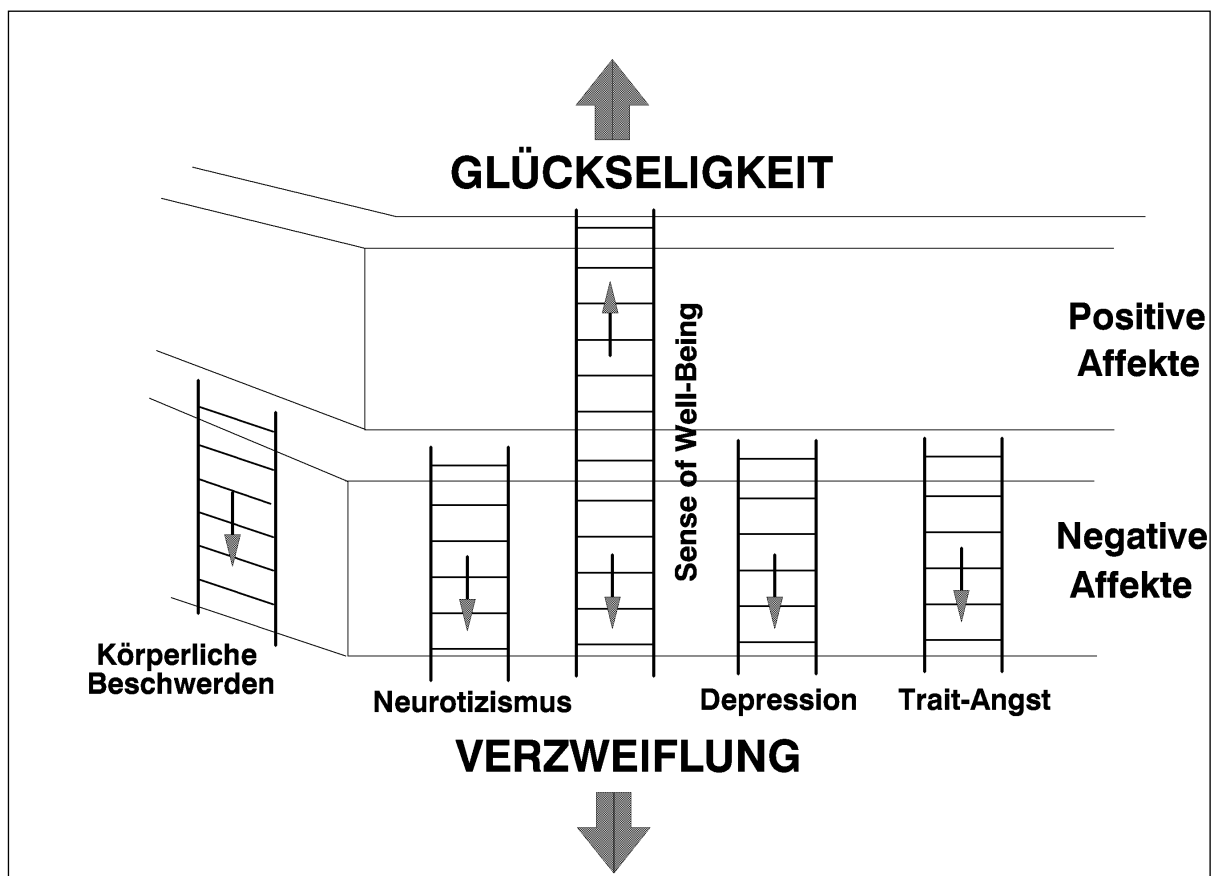 GLÜCKSELIGKEIT
Positive
Affekte
Sense of Well-Being
Negative
Affekte
Körperliche
Beschwerden
Neurotizismus
Depression
Trait-Angst
VERZWEIFLUNG